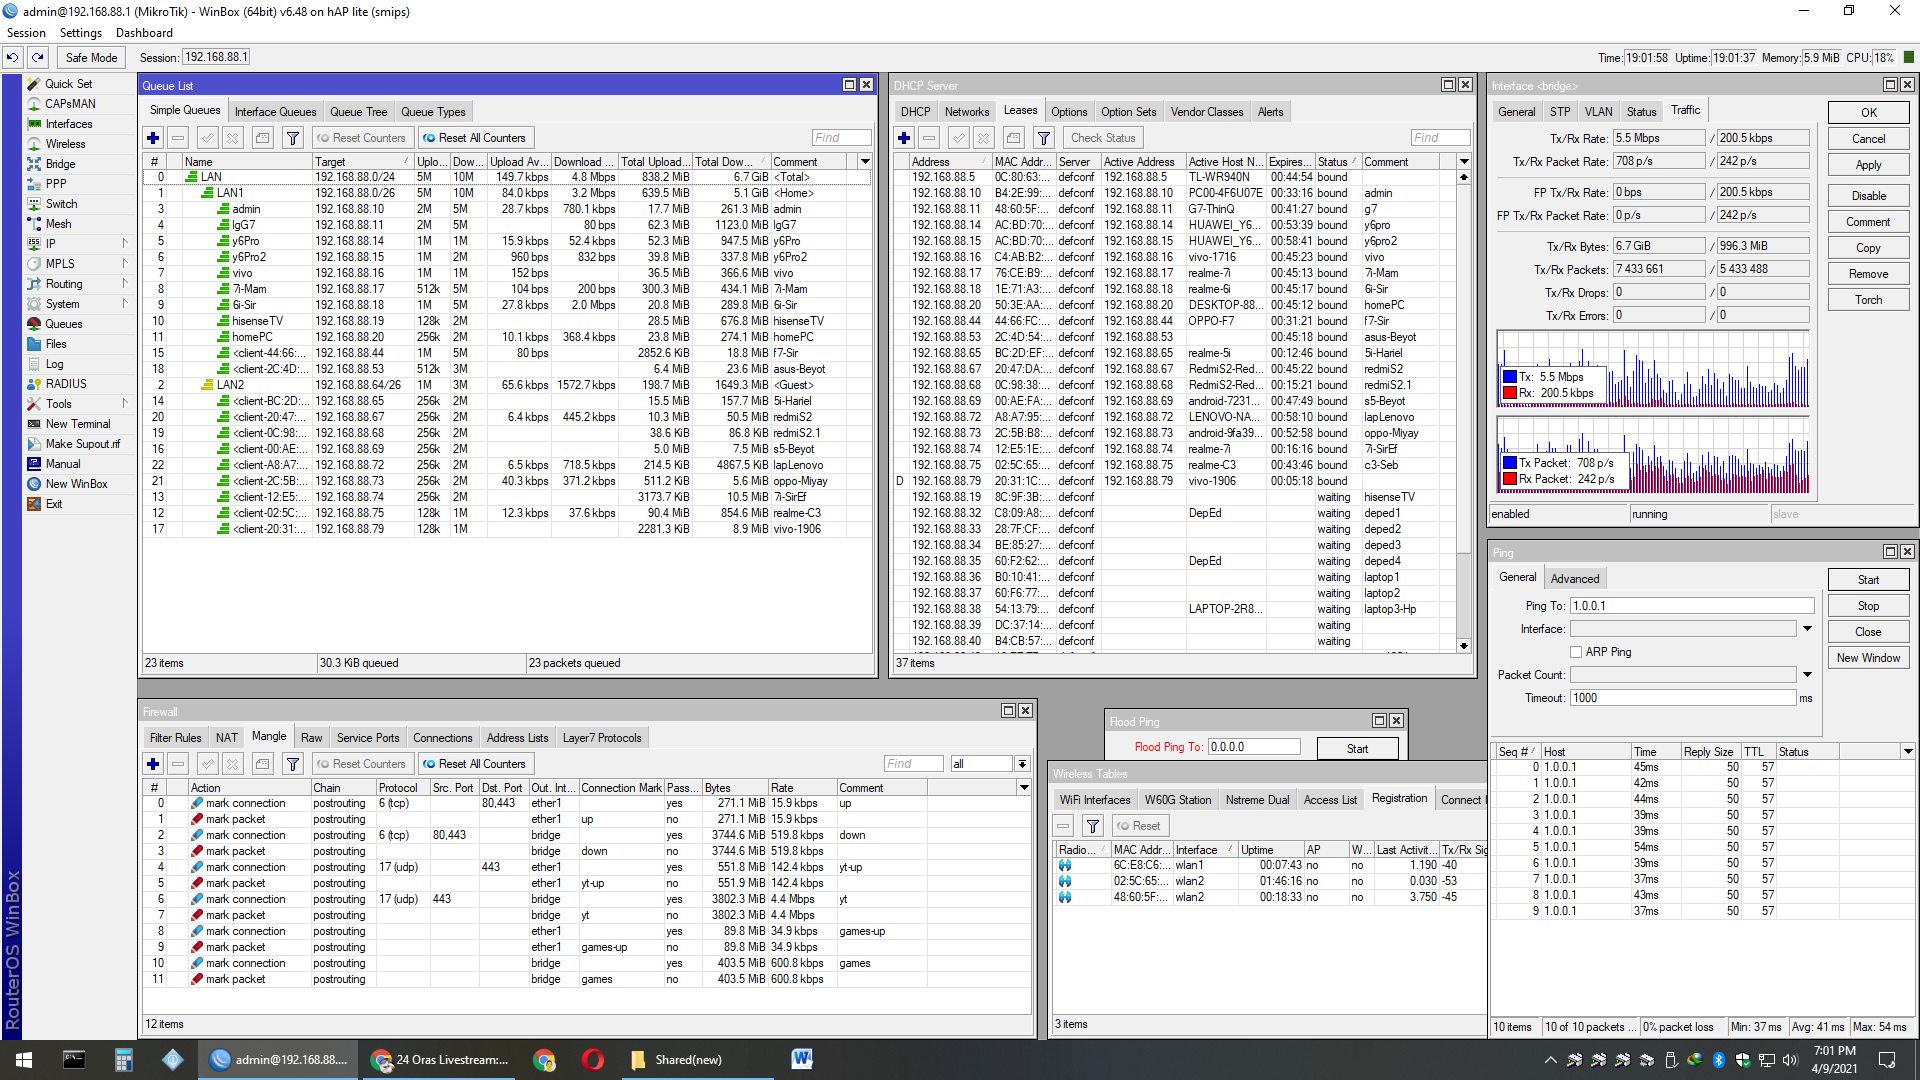 admin@192.168.88.1 (MikroTik) - WinBox (64bit) v6.48 on hAP lite (smips)
Session Settings Dashboard
Safe Mode Session: 192.168.88.1 Time: 19:01:58 Uptime: 19:01:37 Memory: 5.9 MiB CPU: 18%
Quick Set
CAPsMAN
Interfaces
Wireless
Bridge
PPP
Switch
Mesh
IP
MPLS
Routing
System
Queues
Files
Log
RADIUS
Tools
New Terminal
Make Supout.rif
Manual
New WinBox
Exit
RouterOS WinBox
Queue List
Simple Queues Interface Queues Queue Tree Queue Types
Reset Counters Reset All Counters Find
# Name Target Uplo... Dow... Upload Av... Download ... Total Upload... Total Dow... Comment
0 LAN 192.168.88.0/24 5M 10M 149.7 kbps 4.8 Mbps 838.2 MiB 6.7 GiB <Total>
1 LAN1 192.168.88.0/26 5M 10M 84.0 kbps 3.2 Mbps 639.5 MiB 5.1 GiB <Home>
3 admin 192.168.88.10 2M 5M 28.7 kbps 780.1 kbps 17.7 MiB 261.3 MiB admin
4 lgG7 192.168.88.11 2M 5M 80 bps 62.3 MiB 1123.0 MiB lgG7
5 y6Pro 192.168.88.14 1M 1M 15.9 kbps 52.4 kbps 52.3 MiB 947.5 MiB y6Pro
6 y6Pro2 192.168.88.15 1M 2M 960 bps 832 bps 39.8 MiB 337.8 MiB y6Pro2
7 vivo 192.168.88.16 1M 1M 152 bps 36.5 MiB 366.6 MiB vivo
8 7i-Mam 192.168.88.17 512k 5M 104 bps 200 bps 300.3 MiB 434.1 MiB 7i-Mam
9 6i-Sir 192.168.88.18 1M 5M 27.8 kbps 2.0 Mbps 20.8 MiB 289.8 MiB 6i-Sir
10 hisenseTV 192.168.88.19 128k 2M 28.5 MiB 676.8 MiB hisenseTV
11 homePC 192.168.88.20 256k 2M 10.1 kbps 368.4 kbps 23.8 MiB 274.1 MiB homePC
15 <client-44:66:... 192.168.88.44 1M 5M 80 bps 2852.6 KiB 18.8 MiB f7-Sir
18 <client-2C:4D:... 192.168.88.53 512k 3M 6.4 MiB 23.6 MiB asus-Beyot
2 LAN2 192.168.88.64/26 1M 3M 65.6 kbps 1572.7 kbps 198.7 MiB 1649.3 MiB <Guest>
14 <client-BC:2D:... 192.168.88.65 256k 2M 15.5 MiB 157.7 MiB 5i-Hariel
20 <client-20:47:... 192.168.88.67 256k 2M 6.4 kbps 445.2 kbps 10.3 MiB 50.5 MiB redmiS2
19 <client-0C:98:... 192.168.88.68 256k 2M 38.6 KiB 86.8 KiB redmiS2.1
16 <client-00:AE:... 192.168.88.69 256k 2M 5.0 MiB 7.5 MiB s5-Beyot
22 <client-A8:A7:... 192.168.88.72 256k 2M 6.5 kbps 718.5 kbps 214.5 KiB 4867.5 KiB lapLenovo
21 <client-2C:5B:... 192.168.88.73 256k 2M 40.3 kbps 371.2 kbps 511.2 KiB 5.6 MiB oppo-Miyay
13 <client-12:E5:... 192.168.88.74 256k 2M 3173.7 KiB 10.5 MiB 7i-SirEf
12 <client-02:5C:... 192.168.88.75 128k 1M 12.3 kbps 37.6 kbps 90.4 MiB 854.6 MiB realme-C3
17 <client-20:31:... 192.168.88.79 128k 1M 2281.3 KiB 8.9 MiB vivo-1906
23 items 30.3 KiB queued 23 packets queued
DHCP Server
DHCP Networks Leases Options Option Sets Vendor Classes Alerts
Check Status Find
Address MAC Addr... Server Active Address Active Host N... Expires... Status Comment
192.168.88.5 0C:80:63:... defconf 192.168.88.5 TL-WR940N 00:44:54 bound
192.168.88.10 B4:2E:99:... defconf 192.168.88.10 PC00-4F6U07E 00:33:16 bound admin
192.168.88.11 48:60:5F:... defconf 192.168.88.11 G7-ThinQ 00:41:27 bound g7
192.168.88.14 AC:BD:70:... defconf 192.168.88.14 HUAWEI_Y6... 00:53:39 bound y6pro
192.168.88.15 AC:BD:70:... defconf 192.168.88.15 HUAWEI_Y6... 00:58:41 bound y6pro2
192.168.88.16 C4:AB:B2:... defconf 192.168.88.16 vivo-1716 00:45:23 bound vivo
192.168.88.17 76:CE:B9:... defconf 192.168.88.17 realme-7i 00:45:13 bound 7i-Mam
192.168.88.18 1E:71:A3:... defconf 192.168.88.18 realme-6i 00:45:17 bound 6i-Sir
192.168.88.20 50:3E:AA:... defconf 192.168.88.20 DESKTOP-88... 00:45:12 bound homePC
192.168.88.44 44:66:FC:... defconf 192.168.88.44 OPPO-F7 00:31:21 bound f7-Sir
192.168.88.53 2C:4D:54:... defconf 192.168.88.53 00:45:18 bound asus-Beyot
192.168.88.65 BC:2D:EF:... defconf 192.168.88.65 realme-5i 00:12:46 bound 5i-Hariel
192.168.88.67 20:47:DA:... defconf 192.168.88.67 RedmiS2-Red... 00:45:22 bound redmiS2
192.168.88.68 0C:98:38:... defconf 192.168.88.68 RedmiS2-Red... 00:15:21 bound redmiS2.1
192.168.88.69 00:AE:FA:... defconf 192.168.88.69 android-7231... 00:47:49 bound s5-Beyot
192.168.88.72 A8:A7:95:... defconf 192.168.88.72 LENOVO-NA... 00:58:10 bound lapLenovo
192.168.88.73 2C:5B:B8:... defconf 192.168.88.73 android-9fa39... 00:52:58 bound oppo-Miyay
192.168.88.74 12:E5:1E:... defconf 192.168.88.74 realme-7i 00:16:16 bound 7i-SirEf
192.168.88.75 02:5C:65:... defconf 192.168.88.75 realme-C3 00:43:46 bound c3-Seb
D 192.168.88.79 20:31:1C:... defconf 192.168.88.79 vivo-1906 00:05:18 bound
192.168.88.19 8C:9F:3B:... defconf waiting hisenseTV
192.168.88.32 C8:09:A8:... defconf DepEd waiting deped1
192.168.88.33 28:7F:CF:... defconf waiting deped2
192.168.88.34 BE:85:27:... defconf waiting deped3
192.168.88.35 60:F2:62:... defconf DepEd waiting deped4
192.168.88.36 B0:10:41:... defconf waiting laptop1
192.168.88.37 60:F6:77:... defconf waiting laptop2
192.168.88.38 54:13:79:... defconf LAPTOP-2R8... waiting laptop3-Hp
192.168.88.39 DC:37:14:... defconf waiting
192.168.88.40 B4:CB:57:... defconf waiting
37 items
Interface <bridge>
General STP VLAN Status Traffic
OK
Cancel
Apply
Disable
Comment
Copy
Remove
Torch
Tx/Rx Rate: 5.5 Mbps / 200.5 kbps
Tx/Rx Packet Rate: 708 p/s / 242 p/s
FP Tx/Rx Rate: 0 bps / 200.5 kbps
FP Tx/Rx Packet Rate: 0 p/s / 242 p/s
Tx/Rx Bytes: 6.7 GiB / 996.3 MiB
Tx/Rx Packets: 7 433 661 / 5 433 488
Tx/Rx Drops: 0 / 0
Tx/Rx Errors: 0 / 0
Tx: 5.5 Mbps
Rx: 200.5 kbps
Tx Packet: 708 p/s
Rx Packet: 242 p/s
enabled running slave
Ping
General Advanced
Start
Stop
Close
New Window
Ping To: 1.0.0.1
Interface:
ARP Ping
Packet Count:
Timeout: 1000 ms
Seq # Host Time Reply Size TTL Status
0 1.0.0.1 45ms 50 57
1 1.0.0.1 42ms 50 57
2 1.0.0.1 44ms 50 57
3 1.0.0.1 39ms 50 57
4 1.0.0.1 39ms 50 57
5 1.0.0.1 54ms 50 57
6 1.0.0.1 39ms 50 57
7 1.0.0.1 37ms 50 57
8 1.0.0.1 43ms 50 57
9 1.0.0.1 37ms 50 57
10 items 10 of 10 packets ... 0% packet loss Min: 37 ms Avg: 41 ms Max: 54 ms
Firewall
Filter Rules NAT Mangle Raw Service Ports Connections Address Lists Layer7 Protocols
Reset Counters Reset All Counters Find all
# Action Chain Protocol Src. Port Dst. Port Out. Int... Connection Mark Pass... Bytes Rate Comment
0 mark connection postrouting 6 (tcp) 80,443 ether1 yes 271.1 MiB 15.9 kbps up
1 mark packet postrouting ether1 up no 271.1 MiB 15.9 kbps
2 mark connection postrouting 6 (tcp) 80,443 bridge yes 3744.6 MiB 519.8 kbps down
3 mark packet postrouting bridge down no 3744.6 MiB 519.8 kbps
4 mark connection postrouting 17 (udp) 443 ether1 yes 551.8 MiB 142.4 kbps yt-up
5 mark packet postrouting ether1 yt-up no 551.9 MiB 142.4 kbps
6 mark connection postrouting 17 (udp) 443 bridge yes 3802.3 MiB 4.4 Mbps yt
7 mark packet postrouting bridge yt no 3802.3 MiB 4.4 Mbps
8 mark connection postrouting ether1 yes 89.8 MiB 34.9 kbps games-up
9 mark packet postrouting ether1 games-up no 89.8 MiB 34.9 kbps
10 mark connection postrouting bridge yes 403.5 MiB 600.8 kbps games
11 mark packet postrouting bridge games no 403.5 MiB 600.8 kbps
12 items
Flood Ping
Flood Ping To: 0.0.0.0 Start
Wireless Tables
WiFi Interfaces W60G Station Nstreme Dual Access List Registration Connect
Reset
Radio... MAC Addr... Interface Uptime AP W... Last Activit... Tx/Rx Sig
6C:E8:C6:... wlan1 00:07:43 no no 1.190 -40
02:5C:65:... wlan2 01:46:16 no no 0.030 -53
48:60:5F:... wlan2 00:18:33 no no 3.750 -45
3 items
admin@192.168.88.... 24 Oras Livestream:... Shared(new) 7:01 PM
4/9/2021